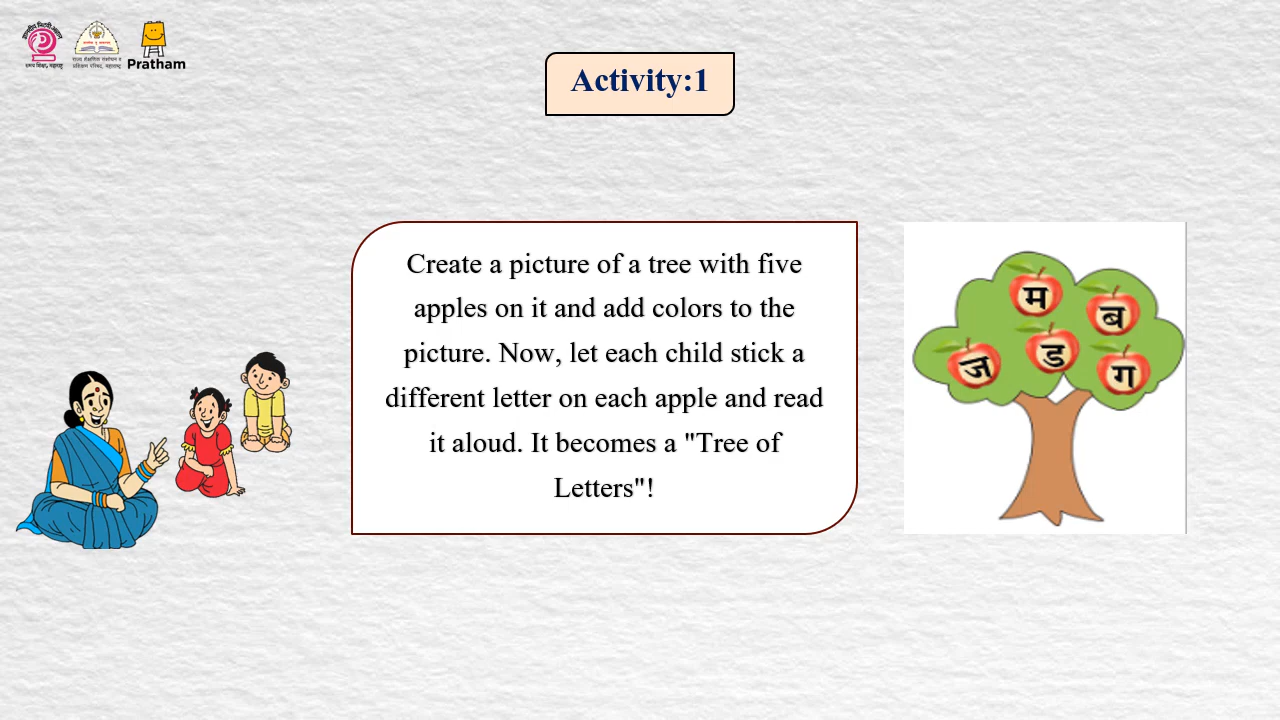 Pratham
Activity:1
Create a picture of a tree with five
apples on it and add colors to the
picture. Now, let each child stick a
different letter on each apple and read
it aloud. It becomes a "Tree of
Letters"!
म
ब
ज
ड
ग